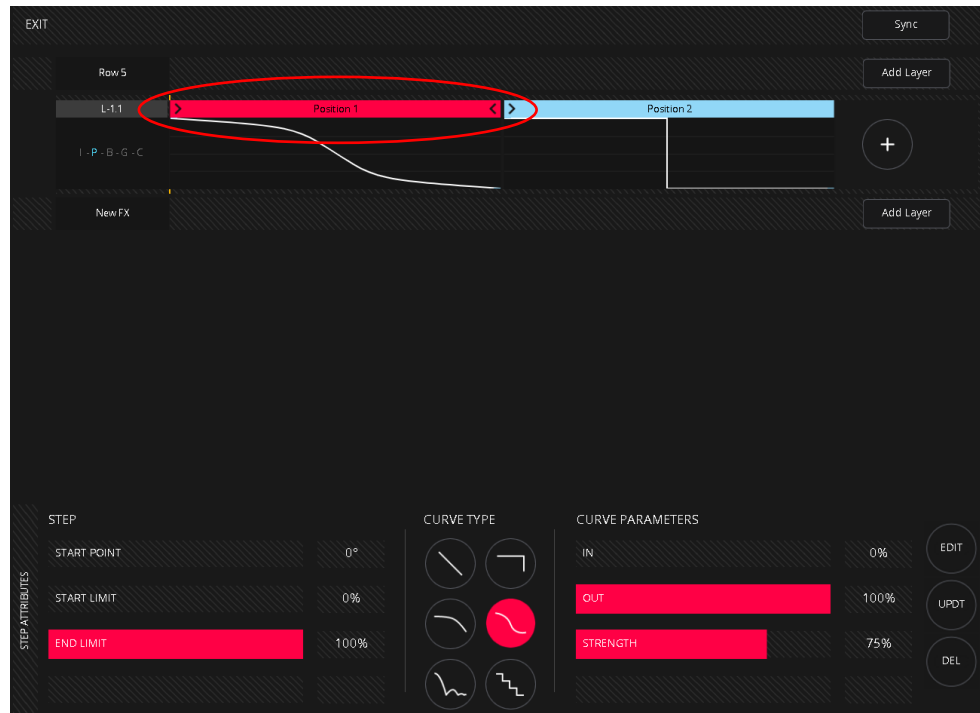 EXIT
Sync
Row 5
Add Layer
L-1.1
Position 1
Position 2
I - P - B - G - C
+
New FX
Add Layer
STEP
CURVE TYPE
CURVE PARAMETERS
START POINT
0°
IN
0%
EDIT
START LIMIT
0%
OUT
100%
UPDT
END LIMIT
100%
STRENGTH
75%
DEL
STEP ATTRIBUTES